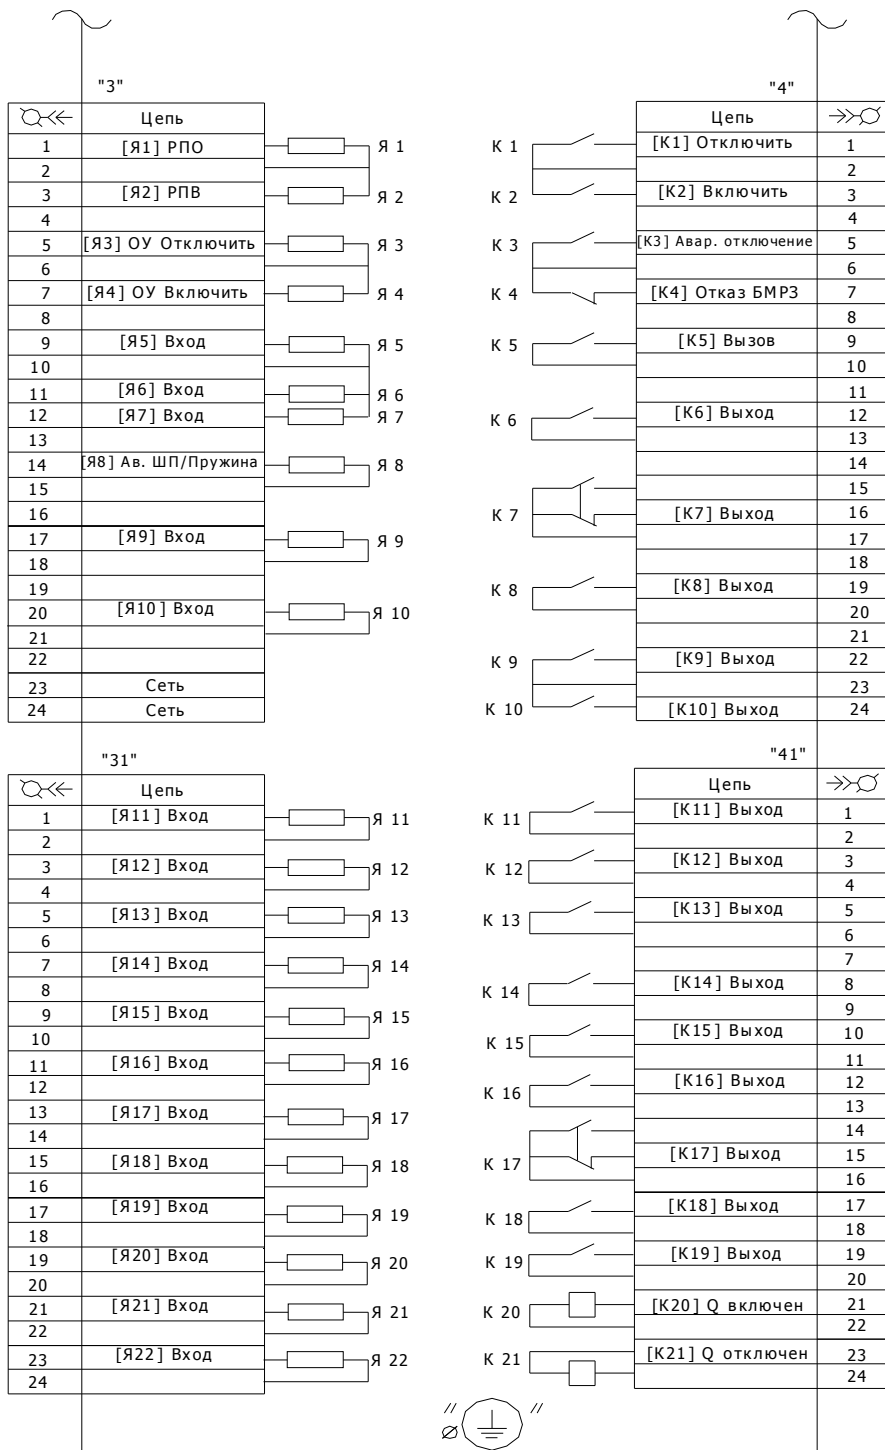 "3"
Цепь
1 [Я1] РПО Я 1
2
3 [Я2] РПВ Я 2
4
5 [Я3] ОУ Отключить Я 3
6
7 [Я4] ОУ Включить Я 4
8
9 [Я5] Вход Я 5
10
11 [Я6] Вход Я 6
12 [Я7] Вход Я 7
13
14 [Я8] Ав. ШП/Пружина Я 8
15
16
17 [Я9] Вход Я 9
18
19
20 [Я10] Вход Я 10
21
22
23 Сеть
24 Сеть
"4"
Цепь
К 1 [К1] Отключить 1
2
К 2 [К2] Включить 3
4
К 3 [К3] Авар. отключение 5
6
К 4 [К4] Отказ БМРЗ 7
8
К 5 [К5] Вызов 9
10
11
К 6 [К6] Выход 12
13
14
15
К 7 [К7] Выход 16
17
18
К 8 [К8] Выход 19
20
21
К 9 [К9] Выход 22
23
К 10 [К10] Выход 24
"31"
Цепь
1 [Я11] Вход Я 11
2
3 [Я12] Вход Я 12
4
5 [Я13] Вход Я 13
6
7 [Я14] Вход Я 14
8
9 [Я15] Вход Я 15
10
11 [Я16] Вход Я 16
12
13 [Я17] Вход Я 17
14
15 [Я18] Вход Я 18
16
17 [Я19] Вход Я 19
18
19 [Я20] Вход Я 20
20
21 [Я21] Вход Я 21
22
23 [Я22] Вход Я 22
24
"41"
Цепь
К 11 [К11] Выход 1
2
К 12 [К12] Выход 3
4
К 13 [К13] Выход 5
6
7
К 14 [К14] Выход 8
9
К 15 [К15] Выход 10
11
К 16 [К16] Выход 12
13
14
К 17 [К17] Выход 15
16
К 18 [К18] Выход 17
18
К 19 [К19] Выход 19
20
К 20 [К20] Q включен 21
22
К 21 [К21] Q отключен 23
24
" "